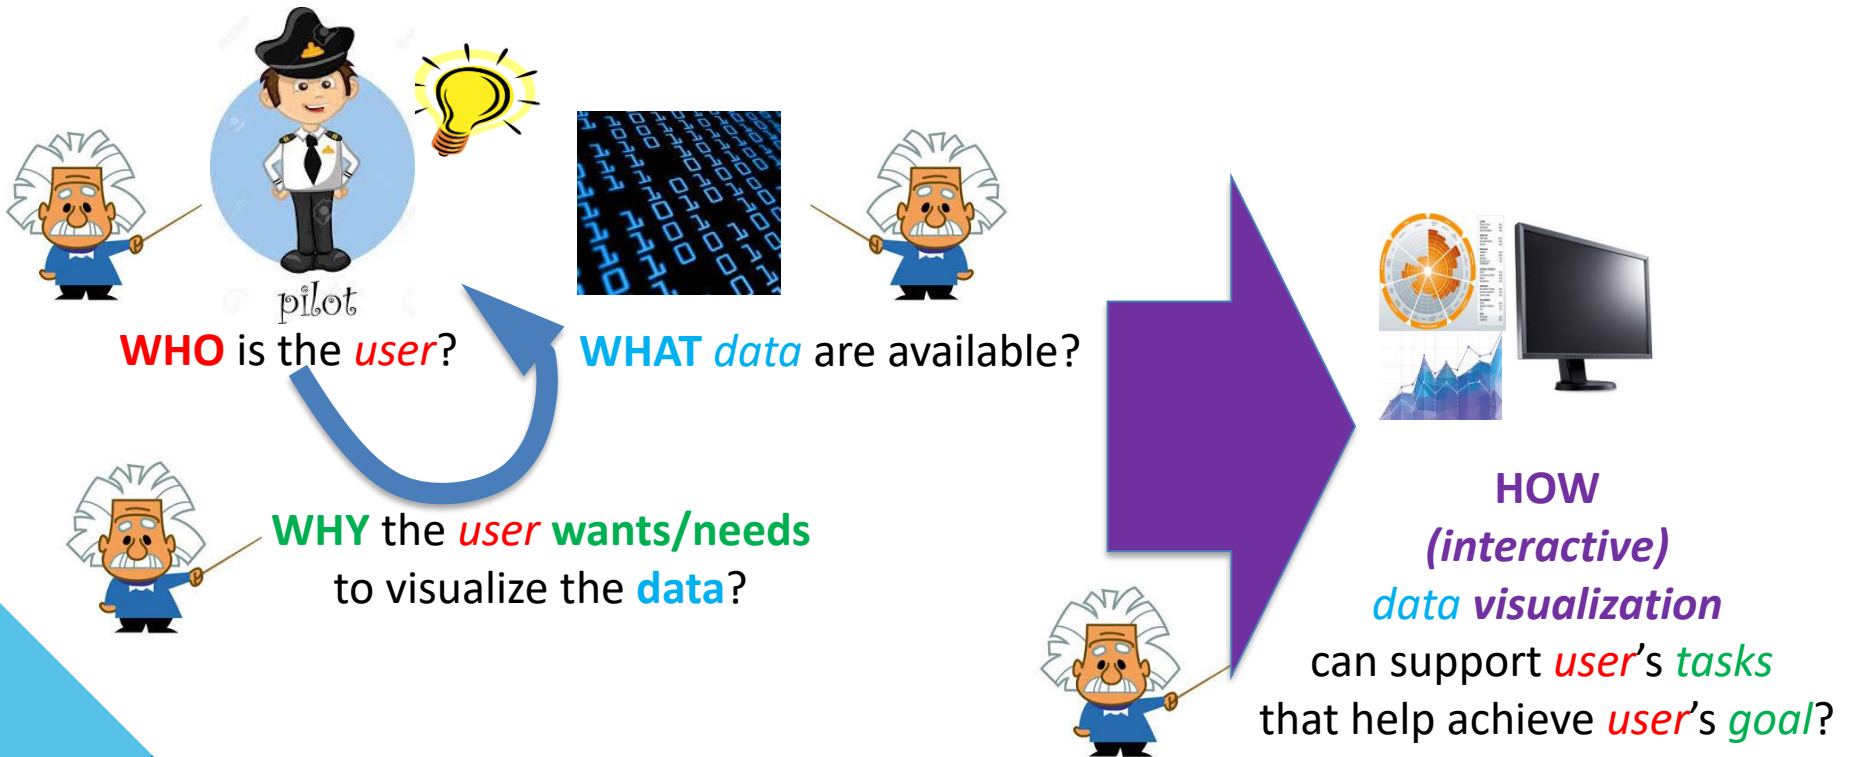 pilot
WHO is the user?
WHAT data are available?
WHY the user wants/needs
to visualize the data?
HOW
(interactive)
data visualization
can support user's tasks
that help achieve user's goal?